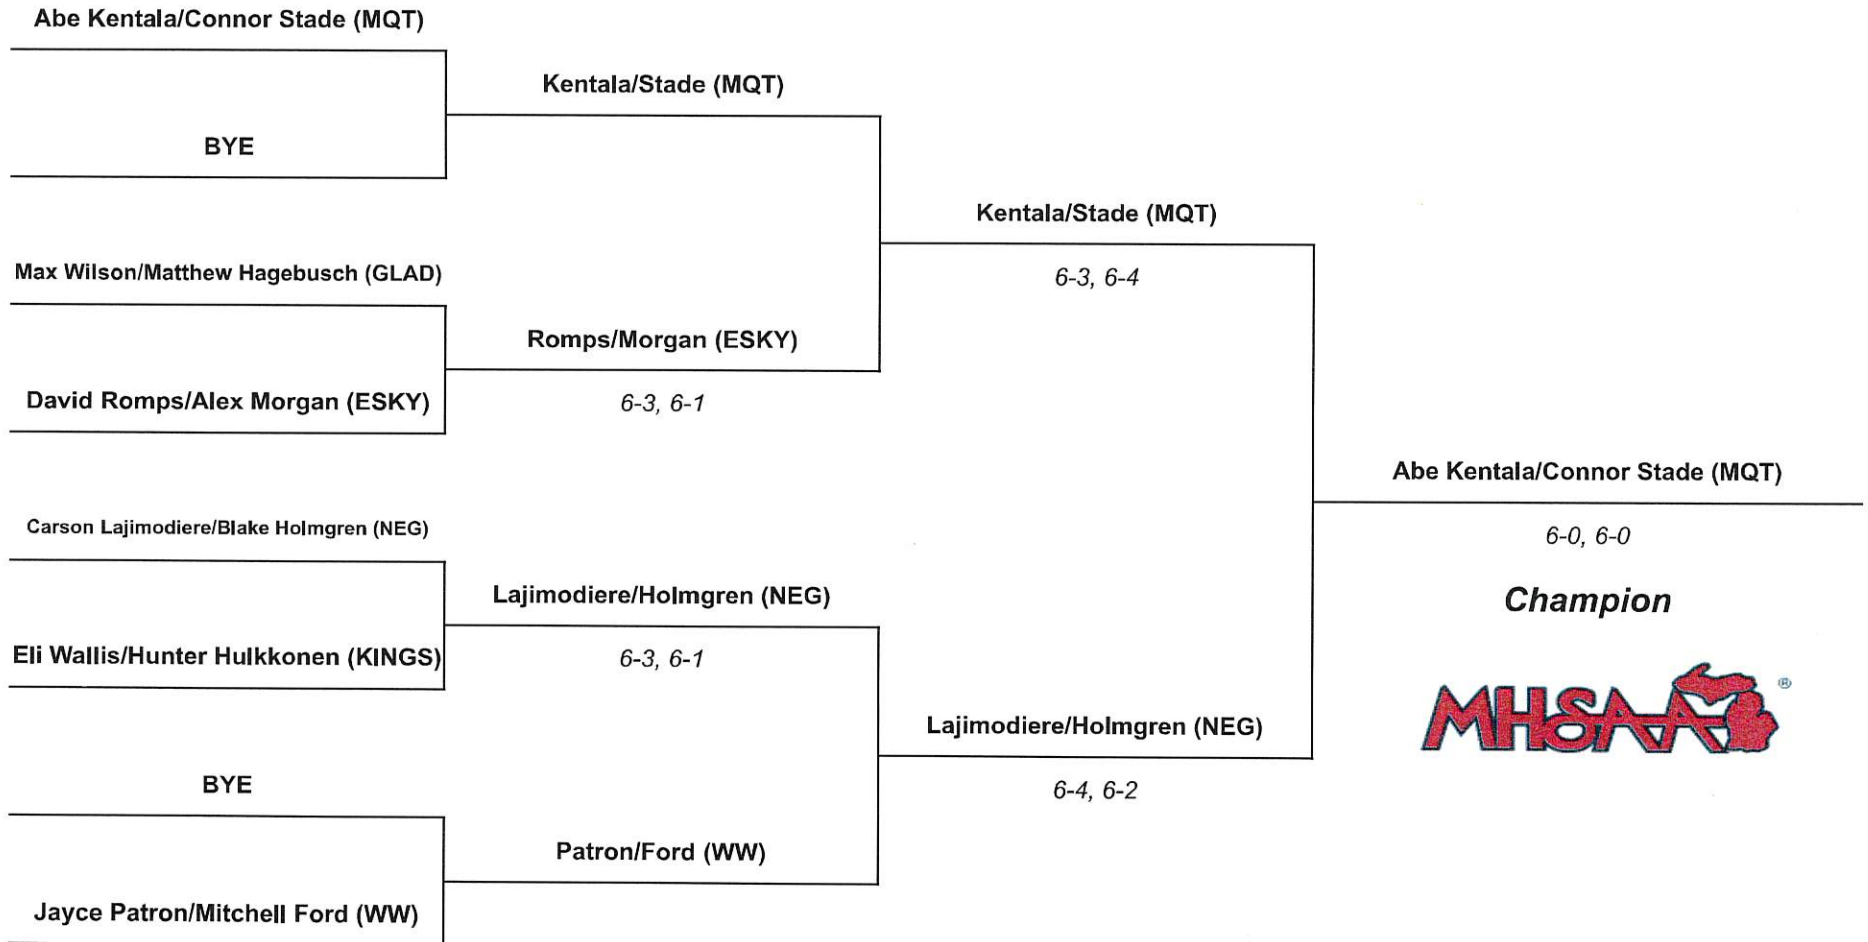 Abe Kentala/Connor Stade (MQT)
BYE
Max Wilson/Matthew Hagebusch (GLAD)
David Romps/Alex Morgan (ESKY)
Carson Lajimodiere/Blake Holmgren (NEG)
Eli Wallis/Hunter Hulkkonen (KINGS)
BYE
Jayce Patron/Mitchell Ford (WW)
Kentala/Stade (MQT)
Romps/Morgan (ESKY)
6-3, 6-1
Lajimodiere/Holmgren (NEG)
6-3, 6-1
Patron/Ford (WW)
Kentala/Stade (MQT)
6-3, 6-4
Lajimodiere/Holmgren (NEG)
6-4, 6-2
Abe Kentala/Connor Stade (MQT)
6-0, 6-0
Champion
MHSAA®